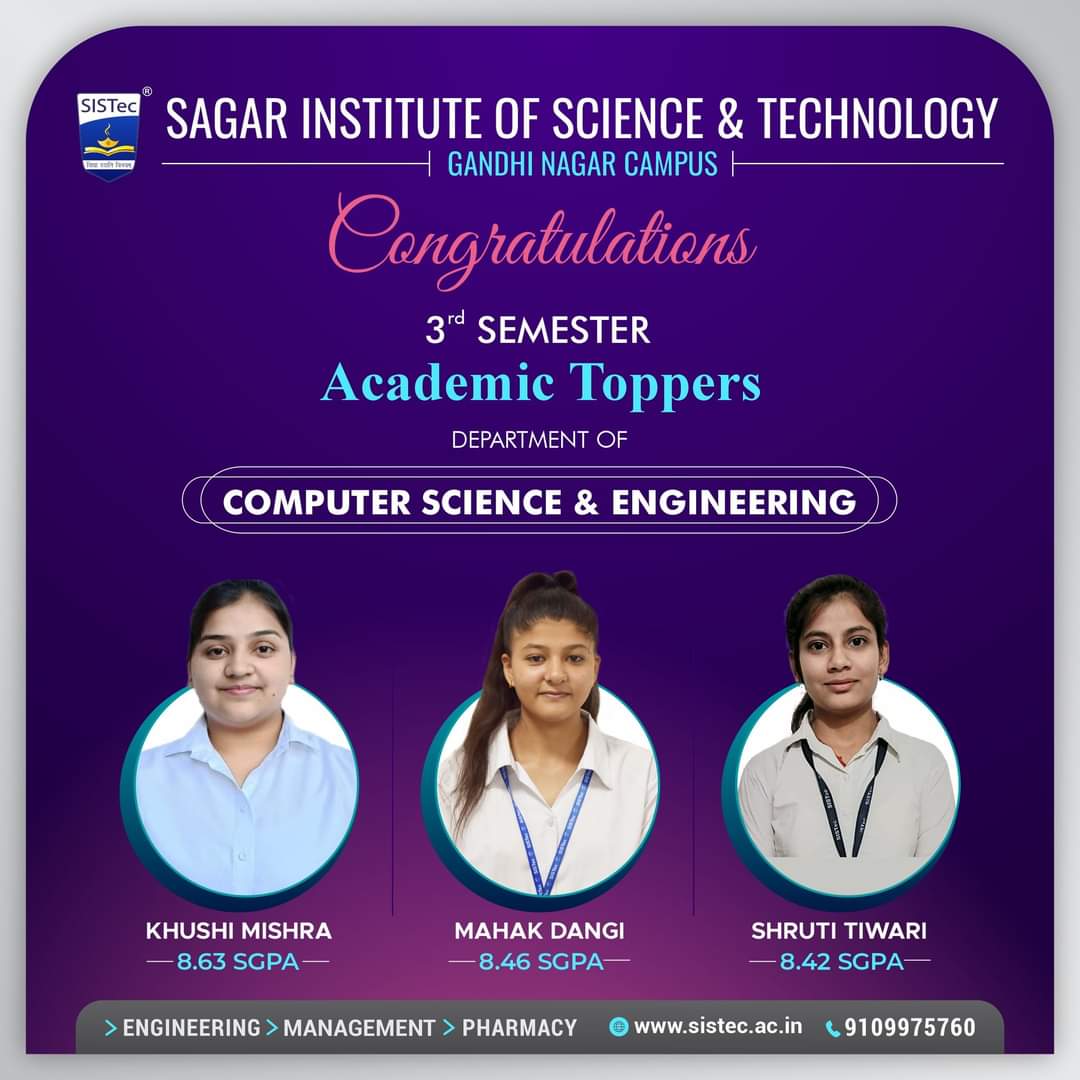 SISTec®
विद्या ददाति विनयम्
SAGAR INSTITUTE OF SCIENCE & TECHNOLOGY
GANDHI NAGAR CAMPUS
Congratulations
3rd SEMESTER
Academic Toppers
DEPARTMENT OF
COMPUTER SCIENCE & ENGINEERING
KHUSHI MISHRA
8.63 SGPA
MAHAK DANGI
8.46 SGPA
SHRUTI TIWARI
8.42 SGPA
> ENGINEERING > MANAGEMENT > PHARMACY www.sistec.ac.in 9109975760